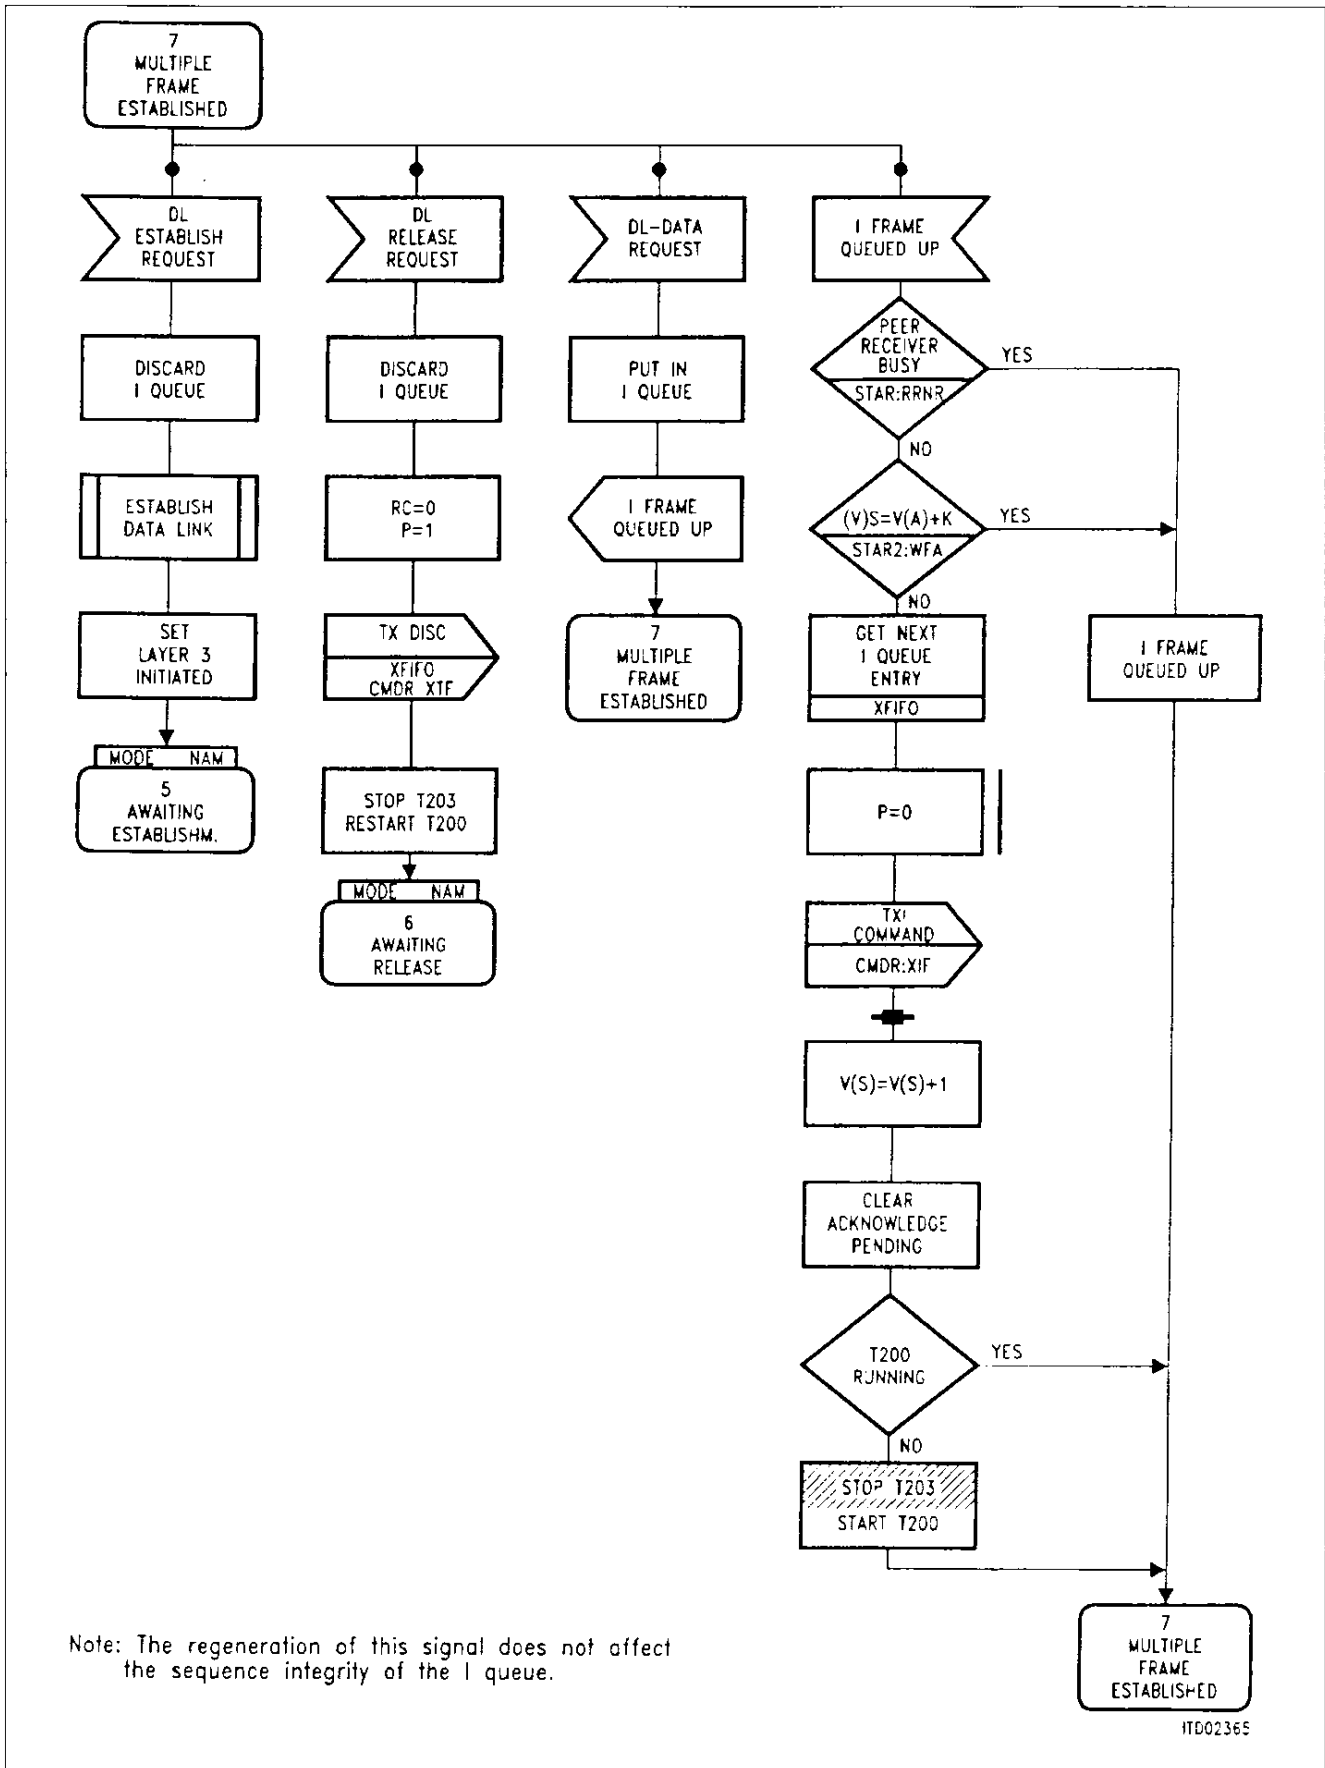 7
MULTIPLE
FRAME
ESTABLISHED
DL
ESTABLISH
REQUEST
DISCARD
I QUEUE
ESTABLISH
DATA LINK
SET
LAYER 3
INITIATED
MODE NAM
5
AWAITING
ESTABLISHM.
DL
RELEASE
REQUEST
DISCARD
I QUEUE
RC=0
P=1
TX DISC
XFIFO
CMDR XTF
STOP T203
RESTART T200
MODE NAM
6
AWAITING
RELEASE
DL-DATA
REQUEST
PUT IN
I QUEUE
I FRAME
QUEUED UP
7
MULTIPLE
FRAME
ESTABLISHED
I FRAME
QUEUED UP
PEER
RECEIVER
BUSY
STAR:RRNR
YES
NO
(V)S=V(A)+K
STAR2:WFA
YES
NO
GET NEXT
I QUEUE
ENTRY
XFIFO
I FRAME
QUEUED UP
P=0
TXI
COMMAND
CMDR:XIF
V(S)=V(S)+1
CLEAR
ACKNOWLEDGE
PENDING
T200
RUNNING
YES
NO
STOP T203
START T200
7
MULTIPLE
FRAME
ESTABLISHED
Note: The regeneration of this signal does not affect
the sequence integrity of the I queue.
ITD02365